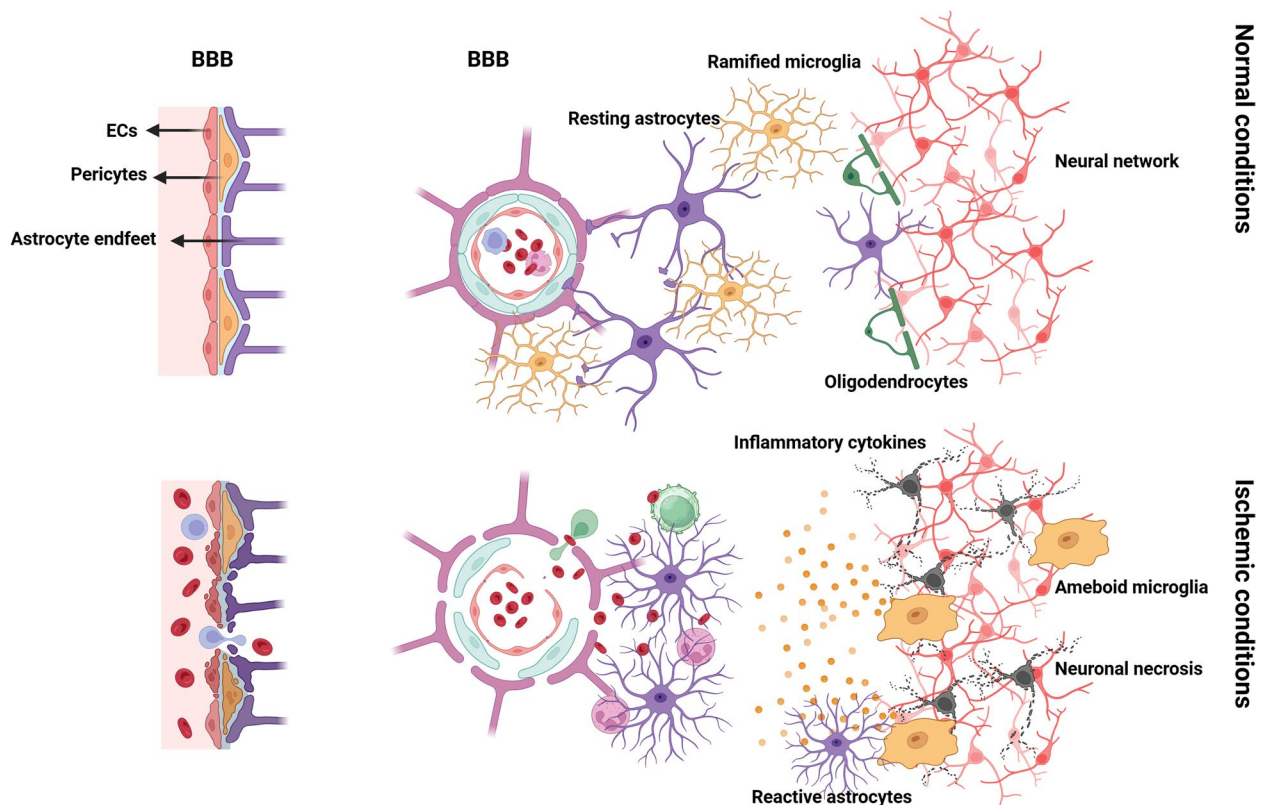 BBB
BBB
Ramified microglia
Resting astrocytes
ECs
Pericytes
Astrocyte endfeet
Neural network
Oligodendrocytes
Normal conditions
Inflammatory cytokines
Ameboid microglia
Neuronal necrosis
Reactive astrocytes
Ischemic conditions